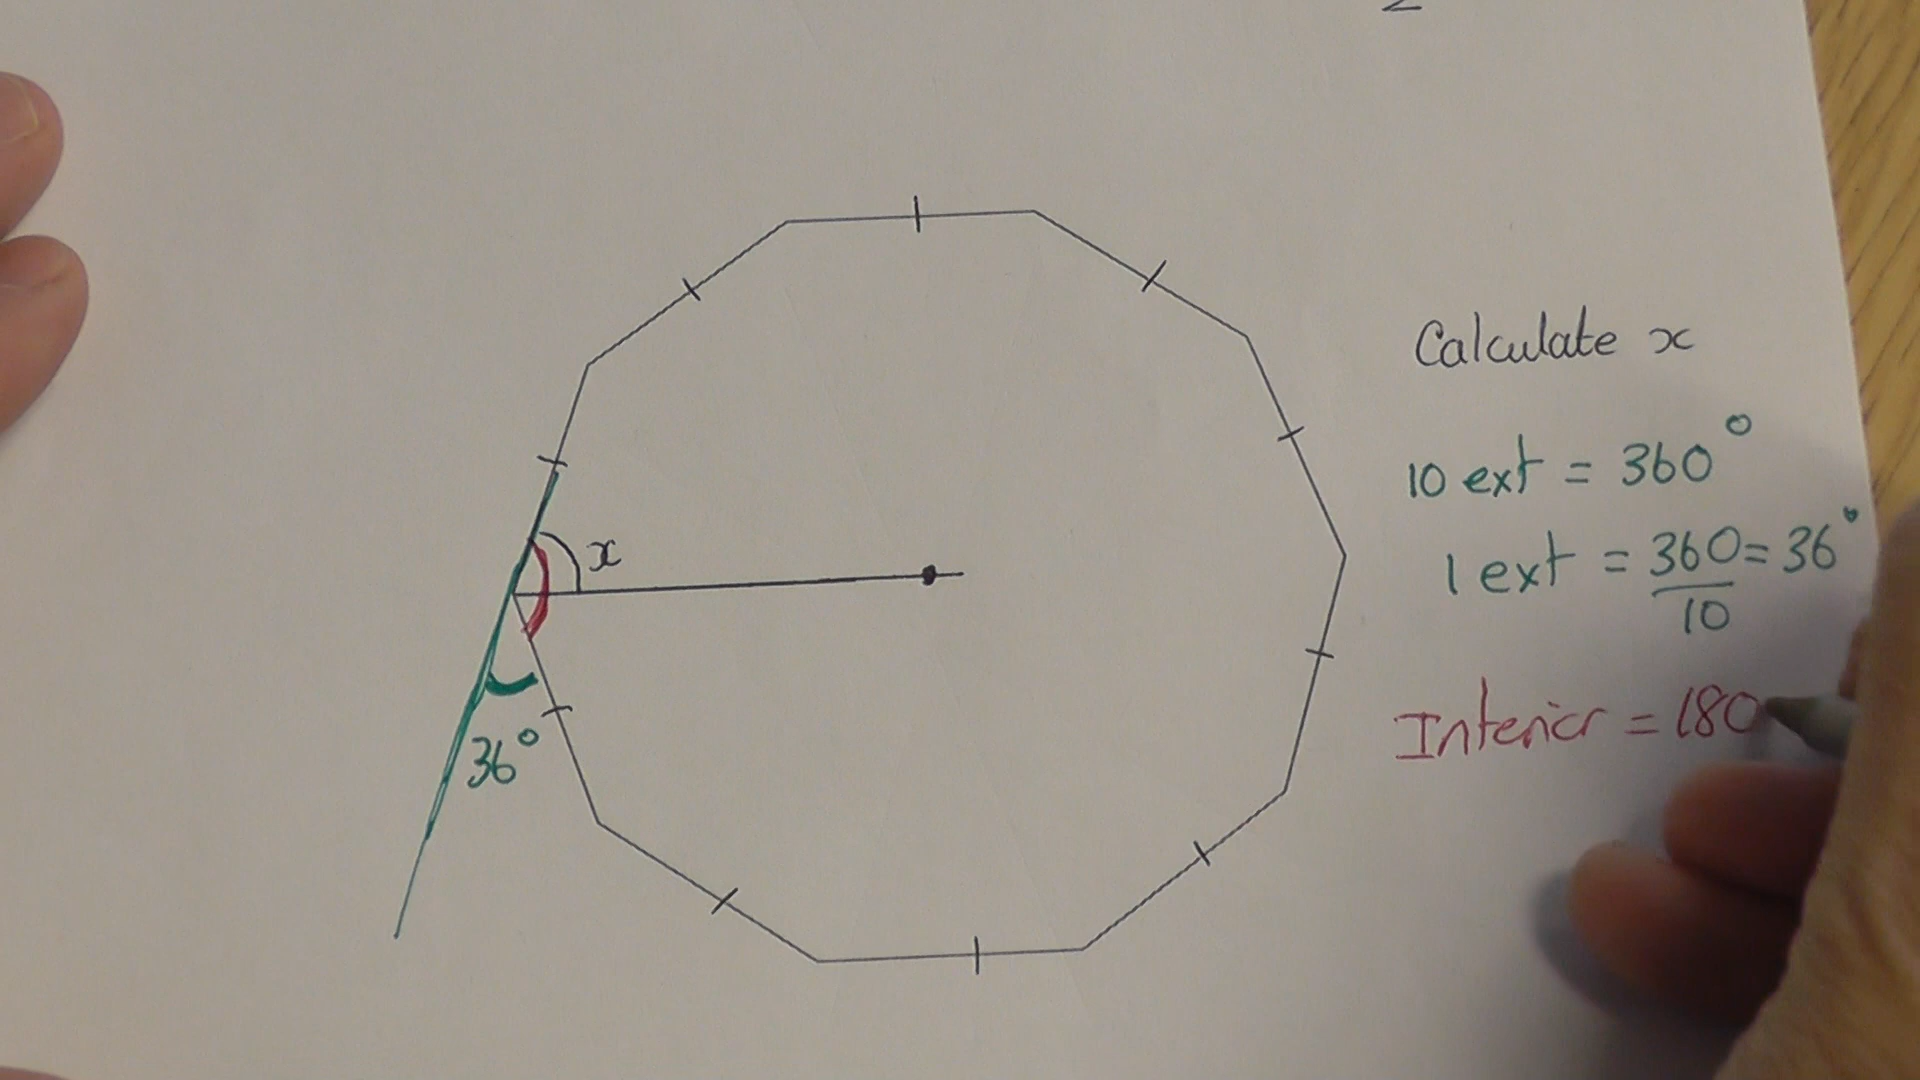 Calculate x
10 ext = 360°
1 ext = 360/10 = 36°
Interior = 180
x
36°